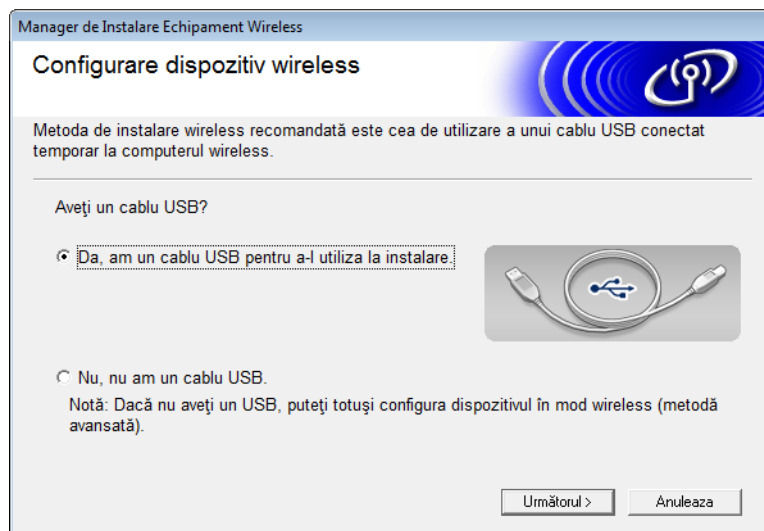 Manager de Instalare Echipament Wireless
Configurare dispozitiv wireless
Metoda de instalare wireless recomandată este cea de utilizare a unui cablu USB conectat
temporar la computerul wireless.
Aveţi un cablu USB?
Da, am un cablu USB pentru a-l utiliza la instalare.
Nu, nu am un cablu USB.
Notă: Dacă nu aveţi un USB, puteţi totuşi configura dispozitivul în mod wireless (metodă
avansată).
Următorul >
Anuleaza